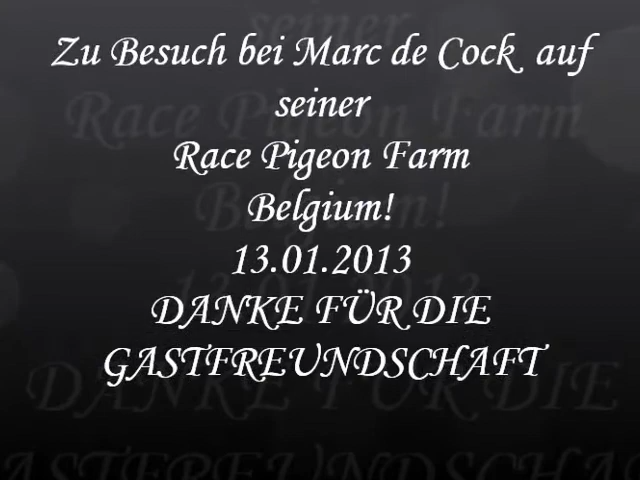 Zu Besuch bei Marc de Cock auf
seiner
Race Pigeon Farm
Belgium!
13.01.2013
DANKE FÜR DIE
GASTFREUNDSCHAFT